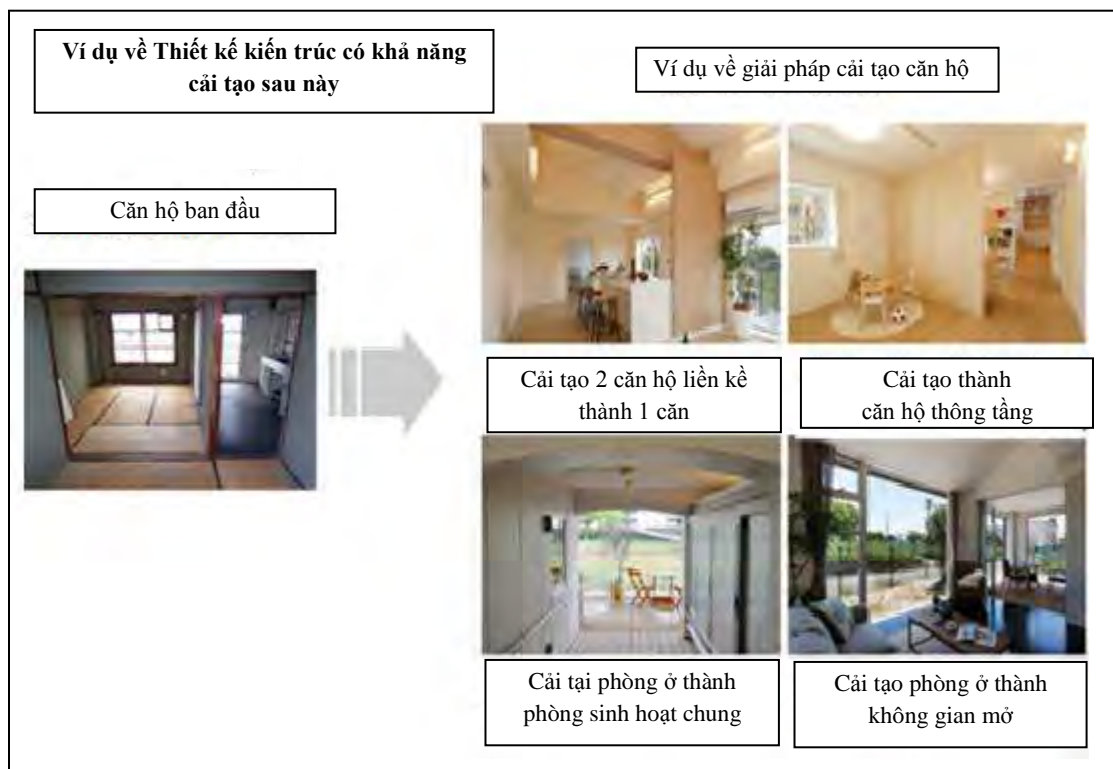 Ví dụ về Thiết kế kiến trúc có khả năng
cải tạo sau này
Ví dụ về giải pháp cải tạo căn hộ
Căn hộ ban đầu
Cải tạo 2 căn hộ liền kề
thành 1 căn
Cải tạo thành
căn hộ thông tầng
Cải tại phòng ở thành
phòng sinh hoạt chung
Cải tạo phòng ở thành
không gian mở